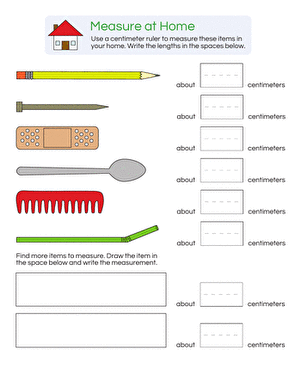 Measure at Home
Use a centimeter ruler to measure these items in
your home. Write the lengths in the spaces below.
about centimeters
about centimeters
about centimeters
about centimeters
about centimeters
about centimeters
Find more items to measure. Draw the item in
the space below and write the measurement.
about centimeters
about centimeters